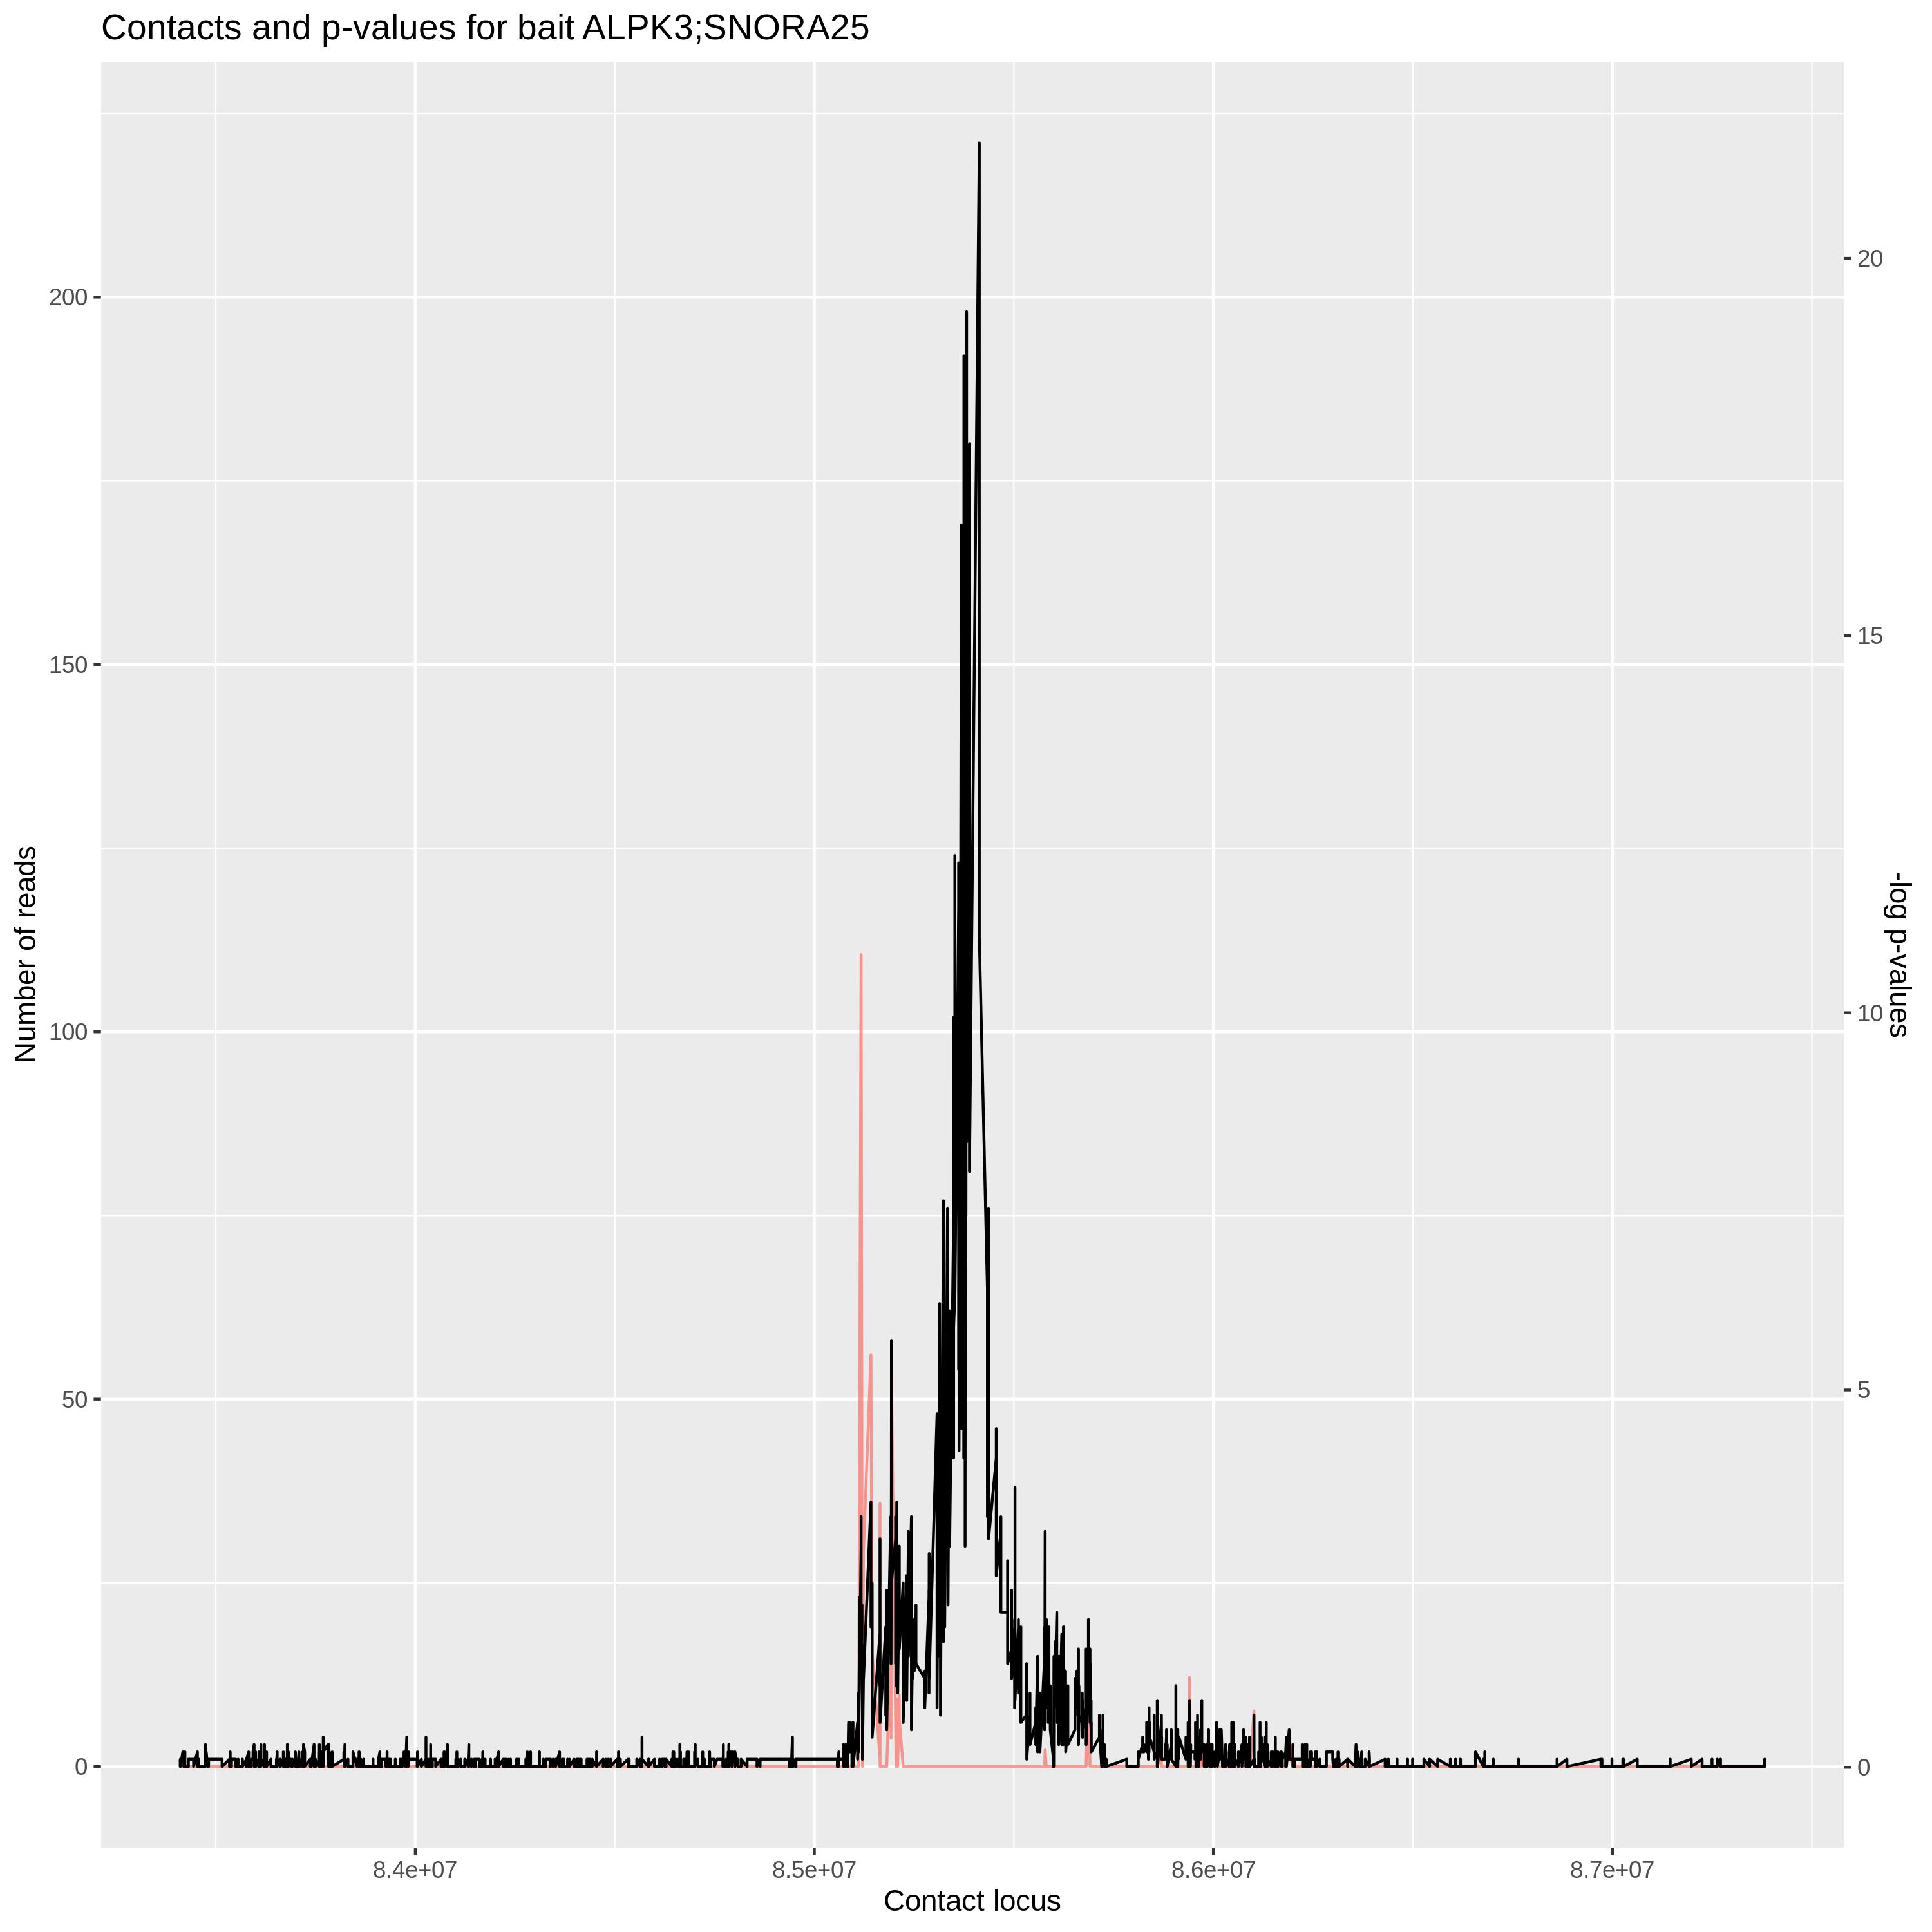 Contacts and p-values for bait ALPK3;SNORA25
Number of reads
200
150
100
50
0
20
15
10
5
0
-log p-values
8.4e+07 8.5e+07 8.6e+07 8.7e+07
Contact locus